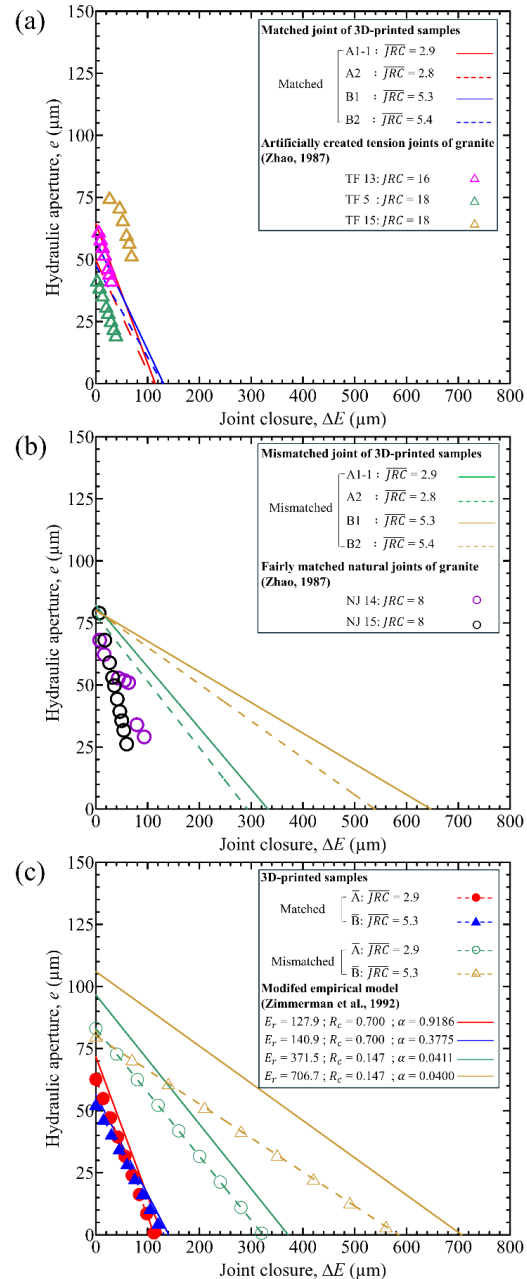 (a)
150
125
100
75
50
25
0
Hydraulic aperture, e (µm)
Matched joint of 3D-printed samples
Matched
A1-1 : JRC = 2.9
A2 : JRC = 2.8
B1 : JRC = 5.3
B2 : JRC = 5.4
Artificially created tension joints of granite
(Zhao, 1987)
TF 13: JRC = 16
TF 5 : JRC = 18
TF 15: JRC = 18
0 100 200 300 400 500 600 700 800
Joint closure, ΔE (µm)
(b)
150
125
100
75
50
25
0
Hydraulic aperture, e (µm)
Mismatched joint of 3D-printed samples
Mismatched
A1-1 : JRC = 2.9
A2 : JRC = 2.8
B1 : JRC = 5.3
B2 : JRC = 5.4
Fairly matched natural joints of granite
(Zhao, 1987)
NJ 14: JRC = 8
NJ 15: JRC = 8
0 100 200 300 400 500 600 700 800
Joint closure, ΔE (µm)
(c)
150
125
100
75
50
25
0
Hydraulic aperture, e (µm)
3D-printed samples
Matched
A̅: JRC = 2.9
B̅: JRC = 5.3
Mismatched
A̅: JRC = 2.9
B̅: JRC = 5.3
Modifed empirical model
(Zimmerman et al., 1992)
Er = 127.9 ; Rc = 0.700 ; α = 0.9186
Er = 140.9 ; Rc = 0.700 ; α = 0.3775
Er = 371.5 ; Rc = 0.147 ; α = 0.0411
Er = 706.7 ; Rc = 0.147 ; α = 0.0400
0 100 200 300 400 500 600 700 800
Joint closure, ΔE (µm)